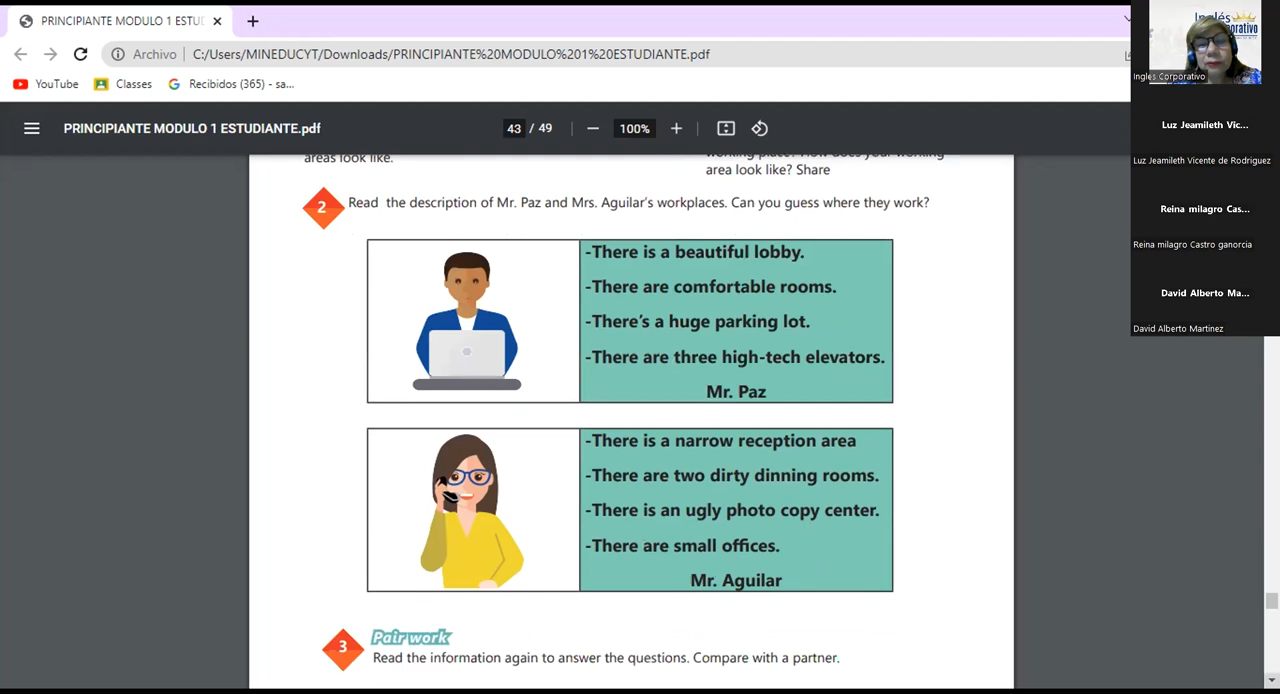 PRINCIPIANTE MODULO 1 ESTU
Archivo C:/Users/MINEDUCYT/Downloads/PRINCIPIANTE%20MODULO%201%20ESTUDIANTE.pdf
YouTube Classes Recibidos (365) - sa...
PRINCIPIANTE MODULO 1 ESTUDIANTE.pdf 43 / 49 100%
areas look like.
area look like? Share
2 Read the description of Mr. Paz and Mrs. Aguilar's workplaces. Can you guess where they work?
-There is a beautiful lobby.
-There are comfortable rooms.
-There's a huge parking lot.
-There are three high-tech elevators.
Mr. Paz
-There is a narrow reception area
-There are two dirty dinning rooms.
-There is an ugly photo copy center.
-There are small offices.
Mr. Aguilar
3 Pair work
Read the information again to answer the questions. Compare with a partner.
Inglés
Ingles Corporativo
Luz Jeamileth Vic...
Luz Jeamileth Vicente de Rodriguez
Reina milagro Cas...
Reina milagro Castro ganorcia
David Alberto Ma...
David Alberto Martinez